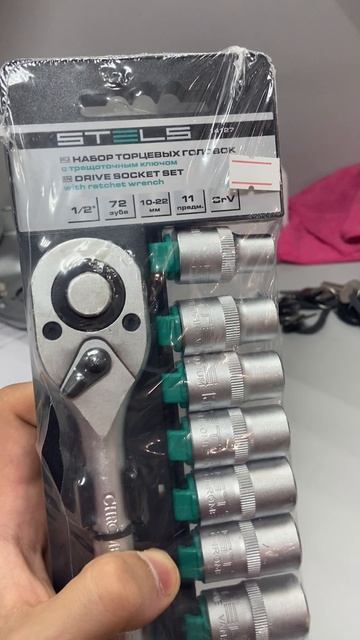 STELS
НАБОР ТОРЦЕВЫХ ГОЛОВОК
с трещоточным ключом
DRIVE SOCKET SET
with ratchet wrench
1/2"
72 зуба
10-22 мм
11 предм.
CrV